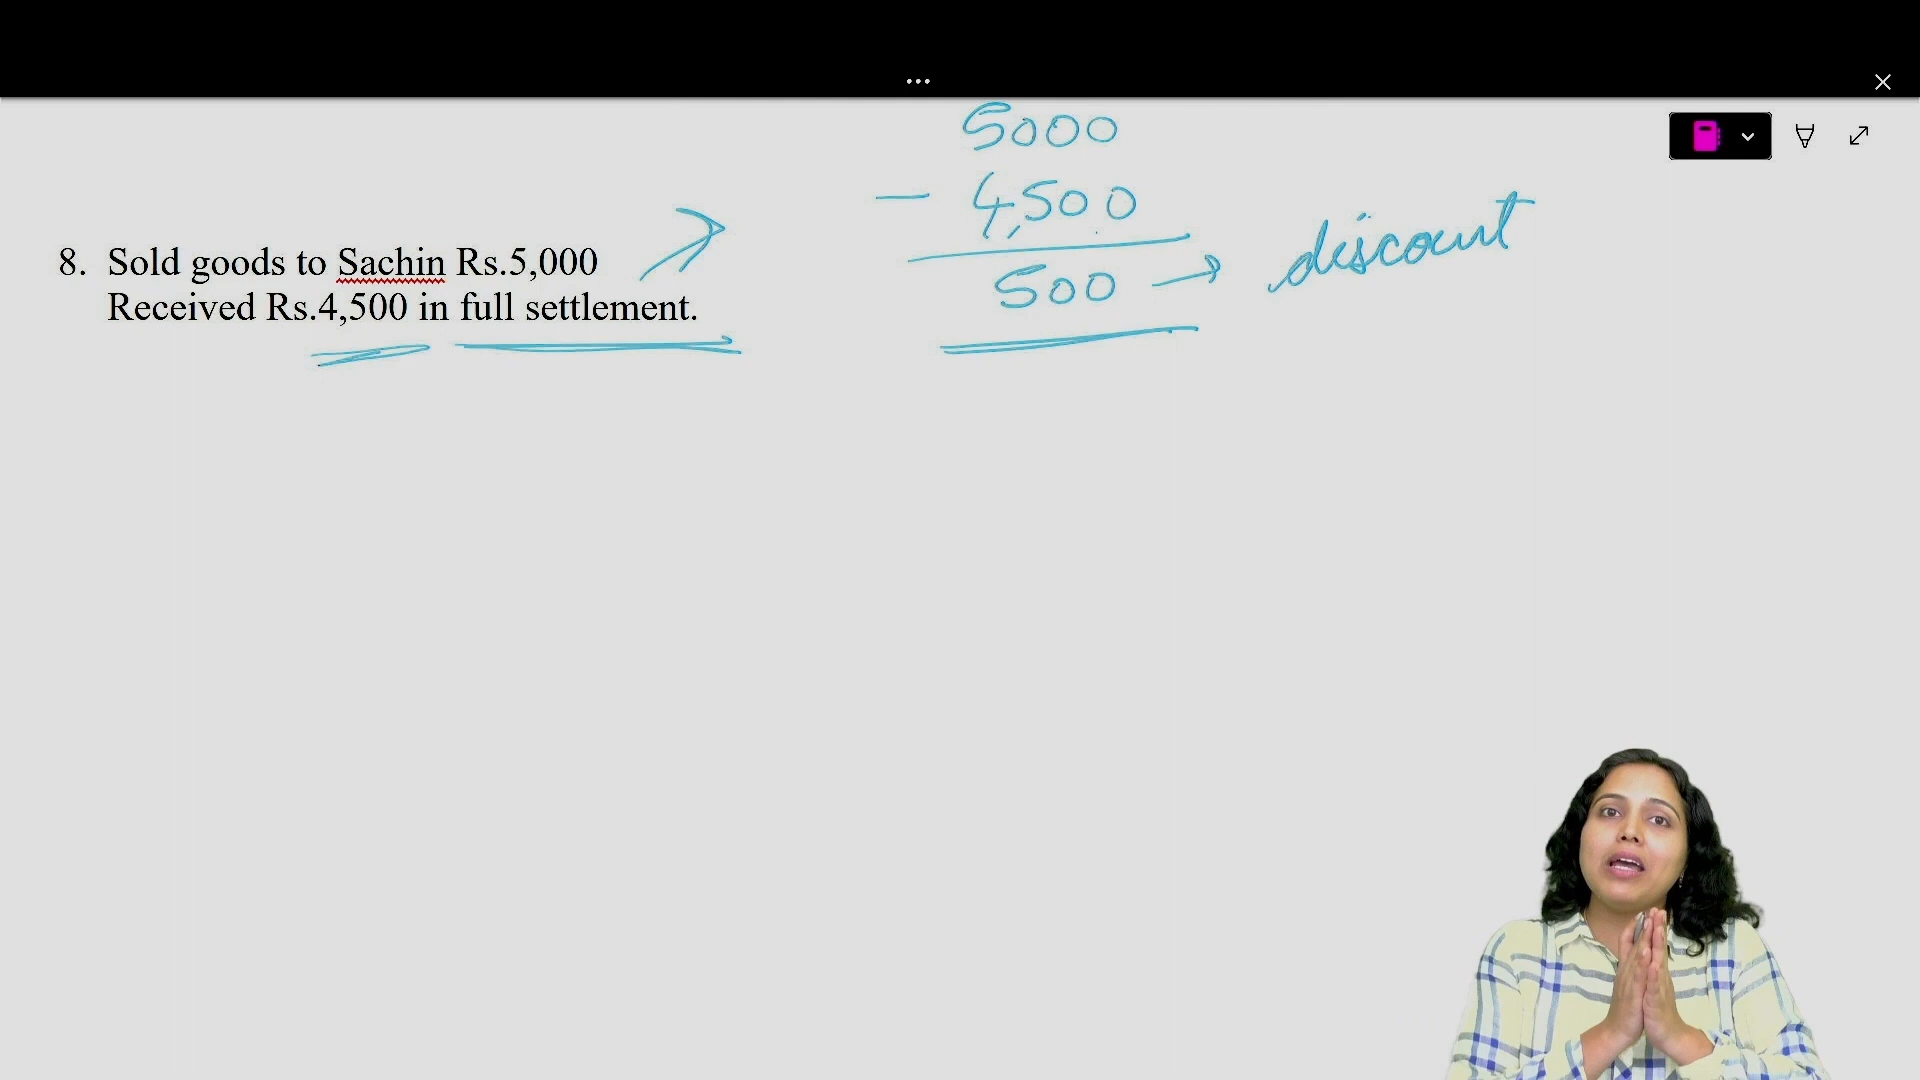 5000
- 4,500
500 → discount
8. Sold goods to Sachin Rs.5,000
Received Rs.4,500 in full settlement.